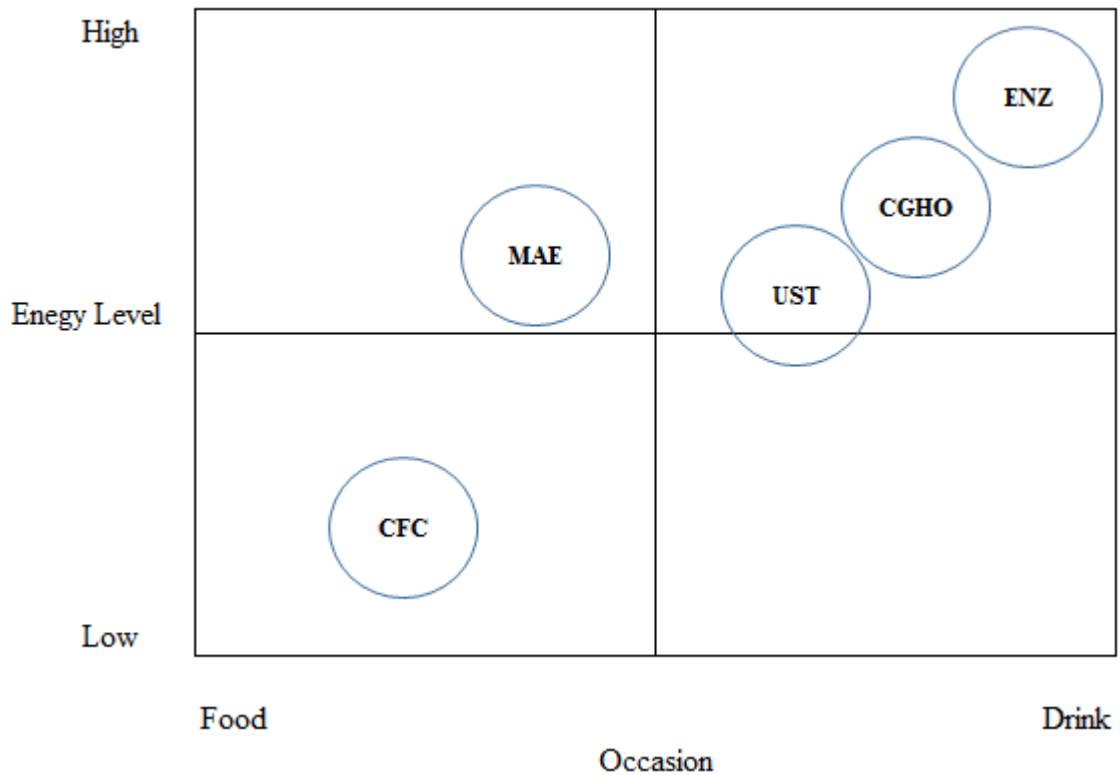 High
ENZ
CGHO
MAE
UST
Enegy Level
CFC
Low
Food
Drink
Occasion